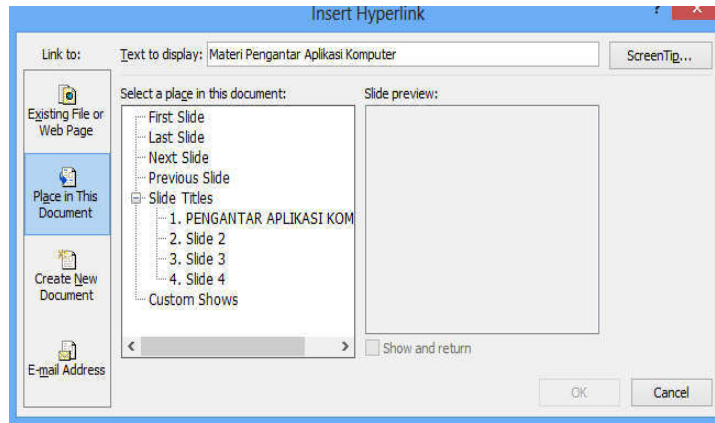 Insert Hyperlink
?
X
Link to:
Text to display: Materi Pengantar Aplikasi Komputer
ScreenTip...
Existing File or
Web Page
Place in This
Document
Create New
Document
E-mail Address
Select a place in this document:
First Slide
Last Slide
Next Slide
Previous Slide
Slide Titles
1. PENGANTAR APLIKASI KOM
2. Slide 2
3. Slide 3
4. Slide 4
Custom Shows
Slide preview:
Show and return
OK
Cancel